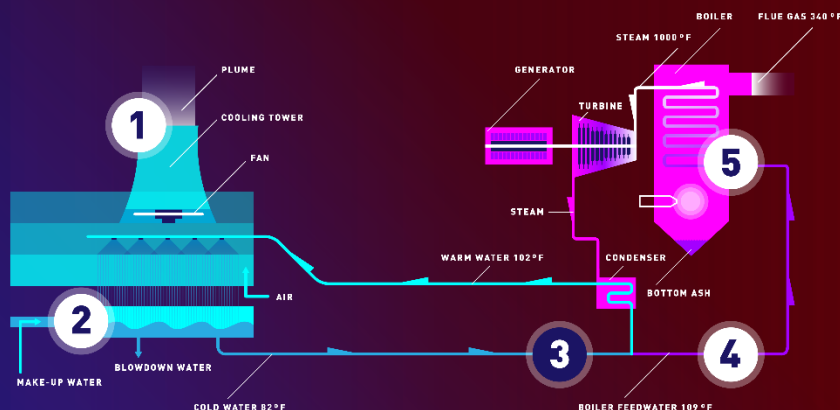 BOILER
FLUE GAS 340 °F
STEAM 1000 °F
PLUME
GENERATOR
TURBINE
1
COOLING TOWER
FAN
5
STEAM
WARM WATER 102°F
CONDENSER
AIR
BOTTOM ASH
2
3
4
BLOWDOWN WATER
MAKE-UP WATER
COLD WATER 82°F
BOILER FEEDWATER 109 °F